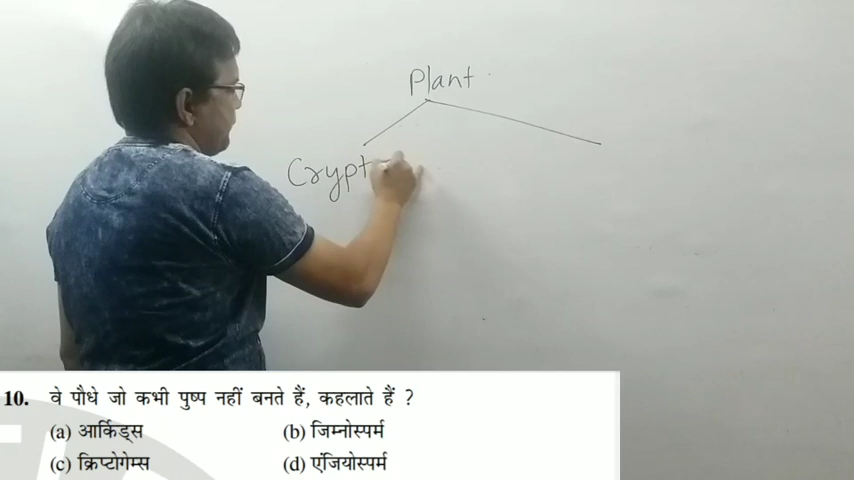 Plant
Crypt
10. वे पौधे जो कभी पुष्प नहीं बनते हैं, कहलाते हैं ?
(a) आर्किड्स (b) जिम्नोस्पर्म
(c) क्रिप्टोगेम्स (d) एंजियोस्पर्म